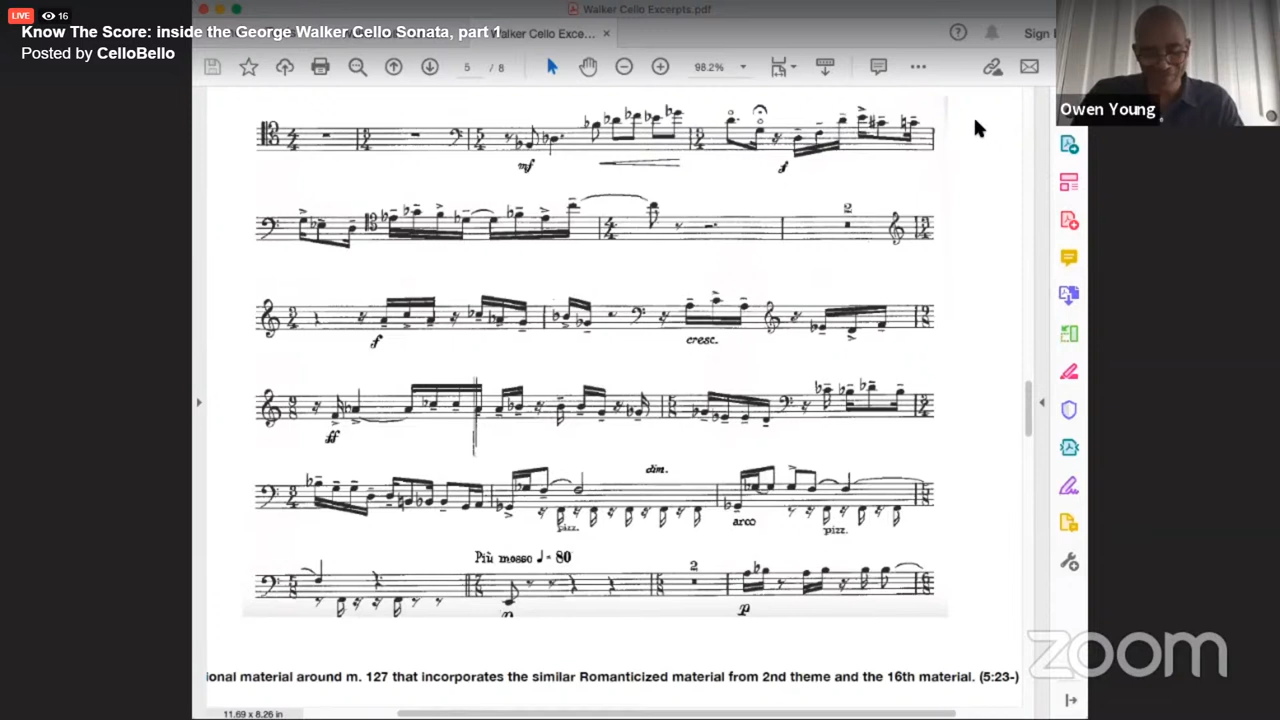 LIVE 16
Walker Cello Excerpts.pdf
Know The Score: inside the George Walker Cello Sonata, part 1
alker Cello Exce... ×
Sign
Posted by CelloBello
5 / 8
98.2%
Owen Young
mf
f
2
f
cresc.
ff
dim.
pizz.
arco
pizz.
Più mosso ♩= 80
2
p
p
zoom
ional material around m. 127 that incorporates the similar Romanticized material from 2nd theme and the 16th material. (5:23-)
11.69 x 8.26 in